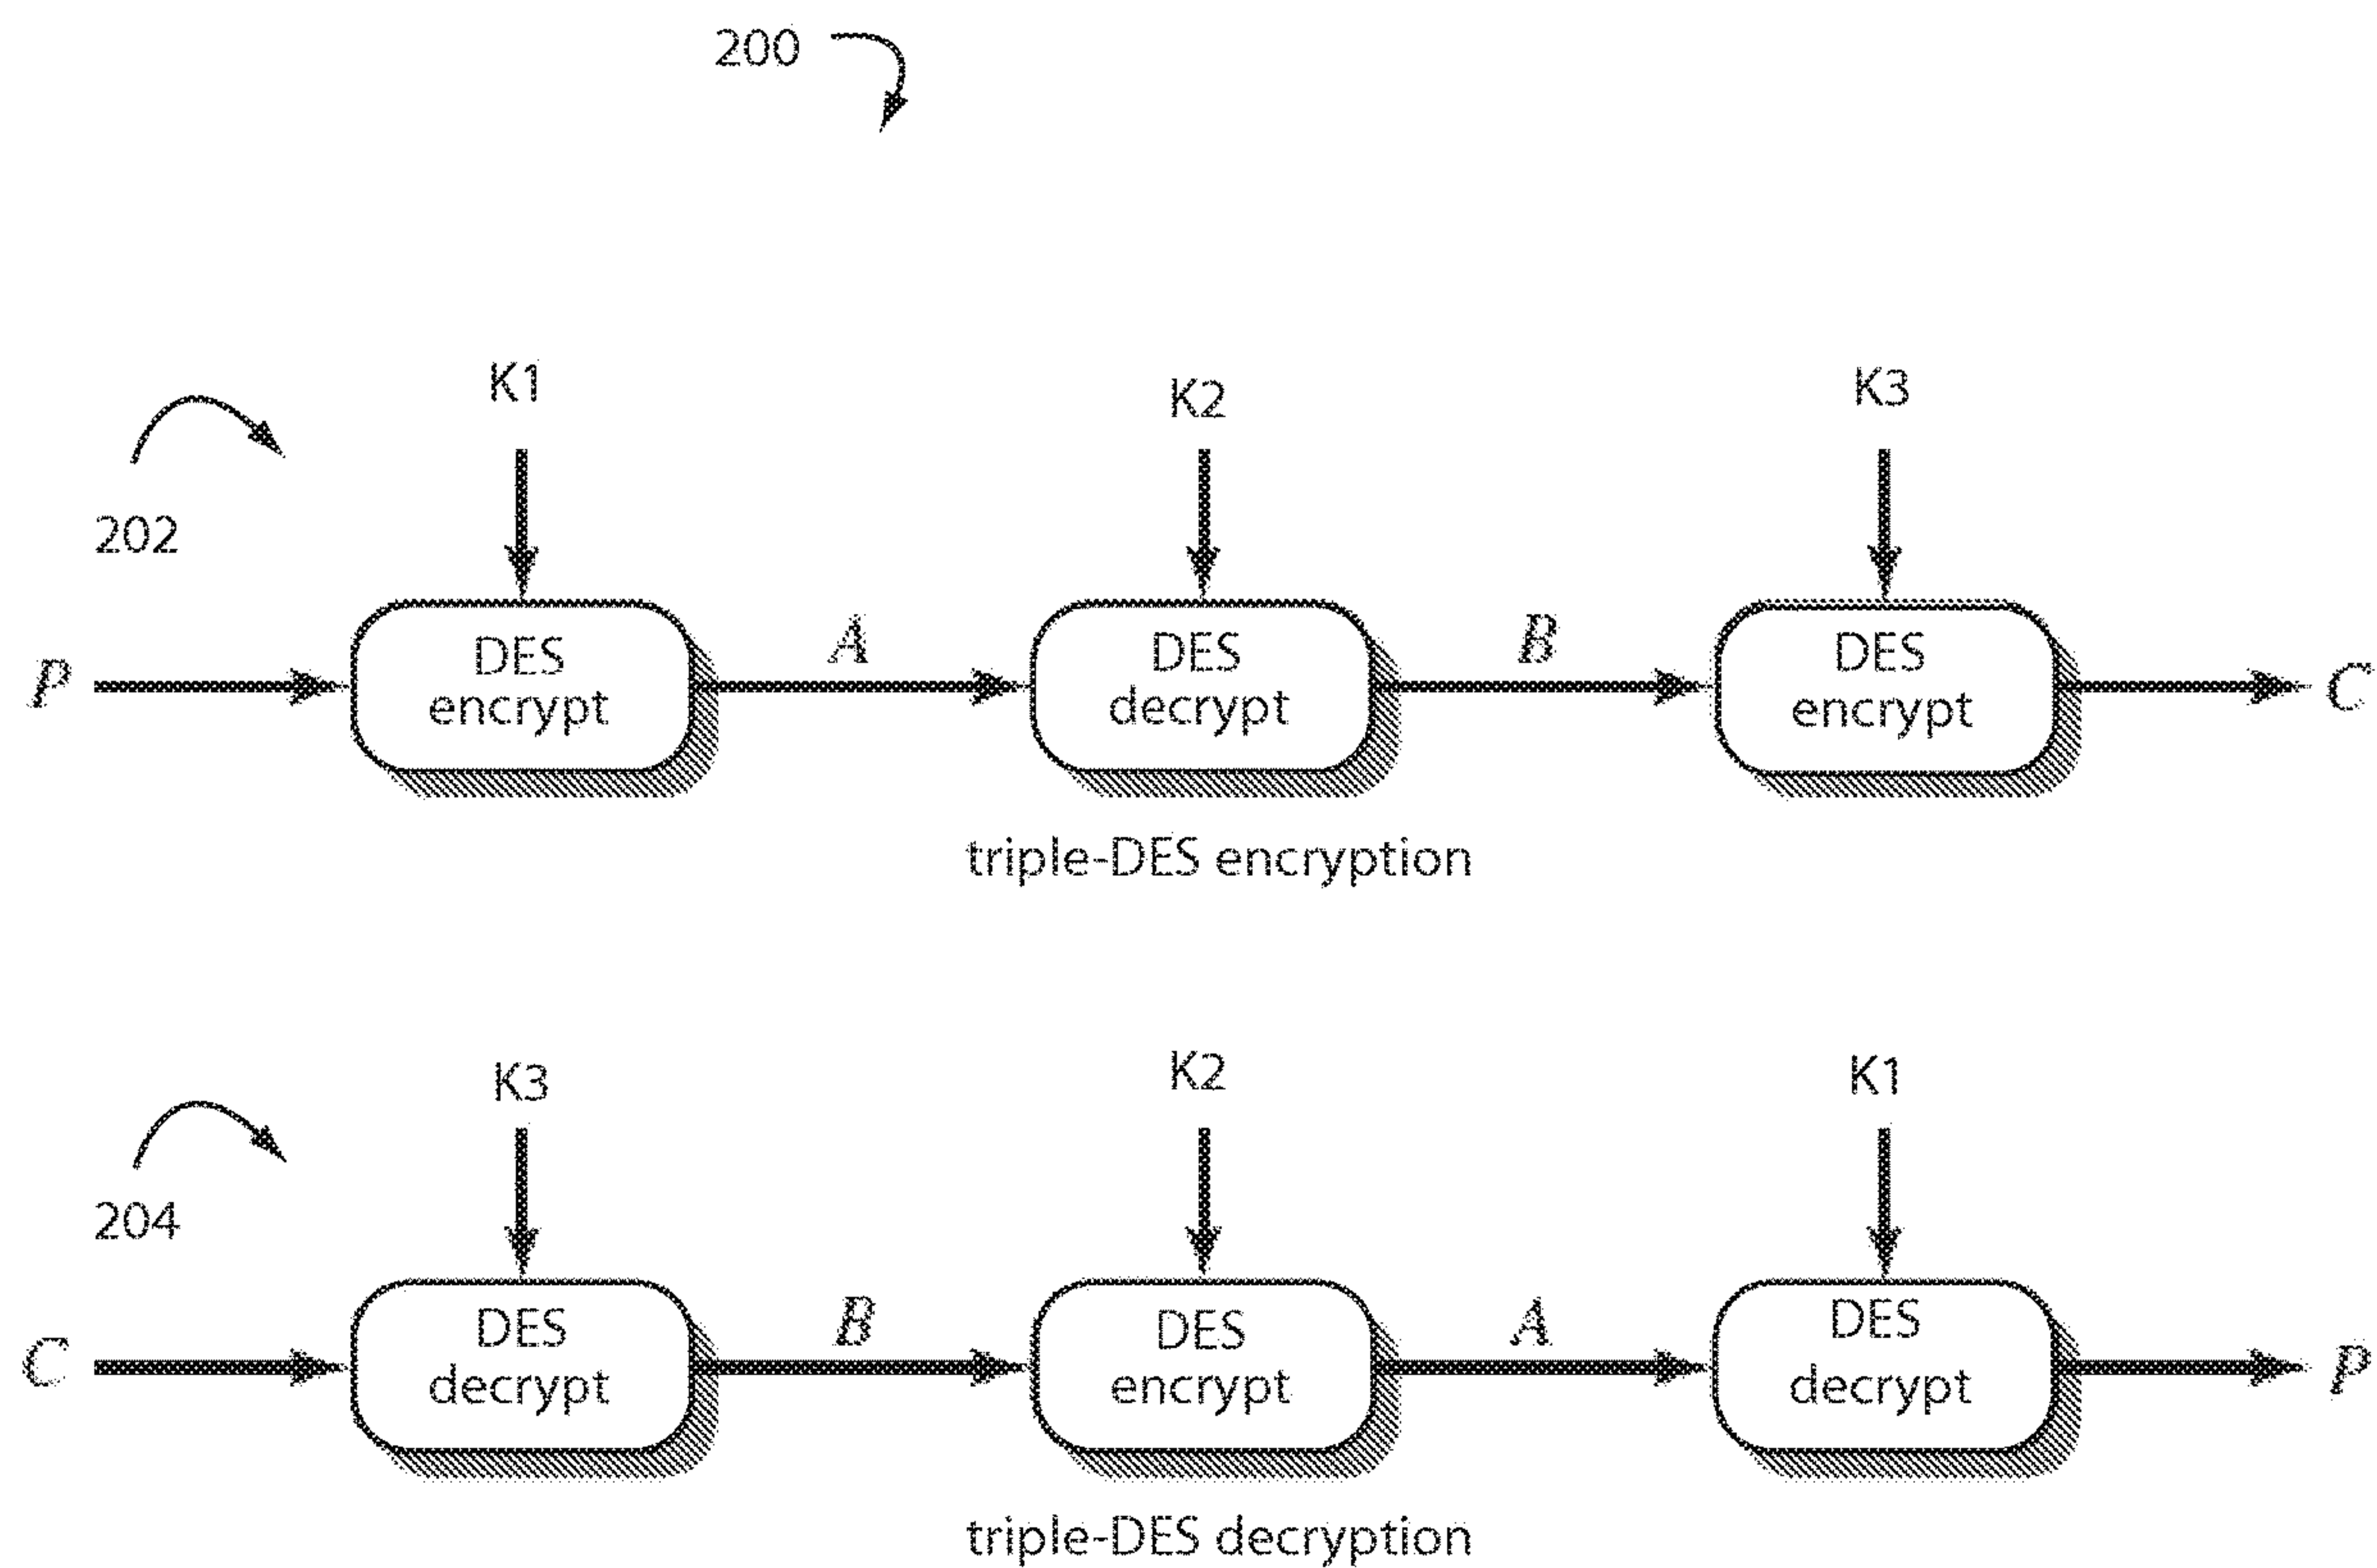 200
K1
K2
K3
202
P
DES
encrypt
A
DES
decrypt
B
DES
encrypt
C
triple-DES encryption
K3
K2
K1
204
C
DES
decrypt
B
DES
encrypt
A
DES
decrypt
P
triple-DES decryption